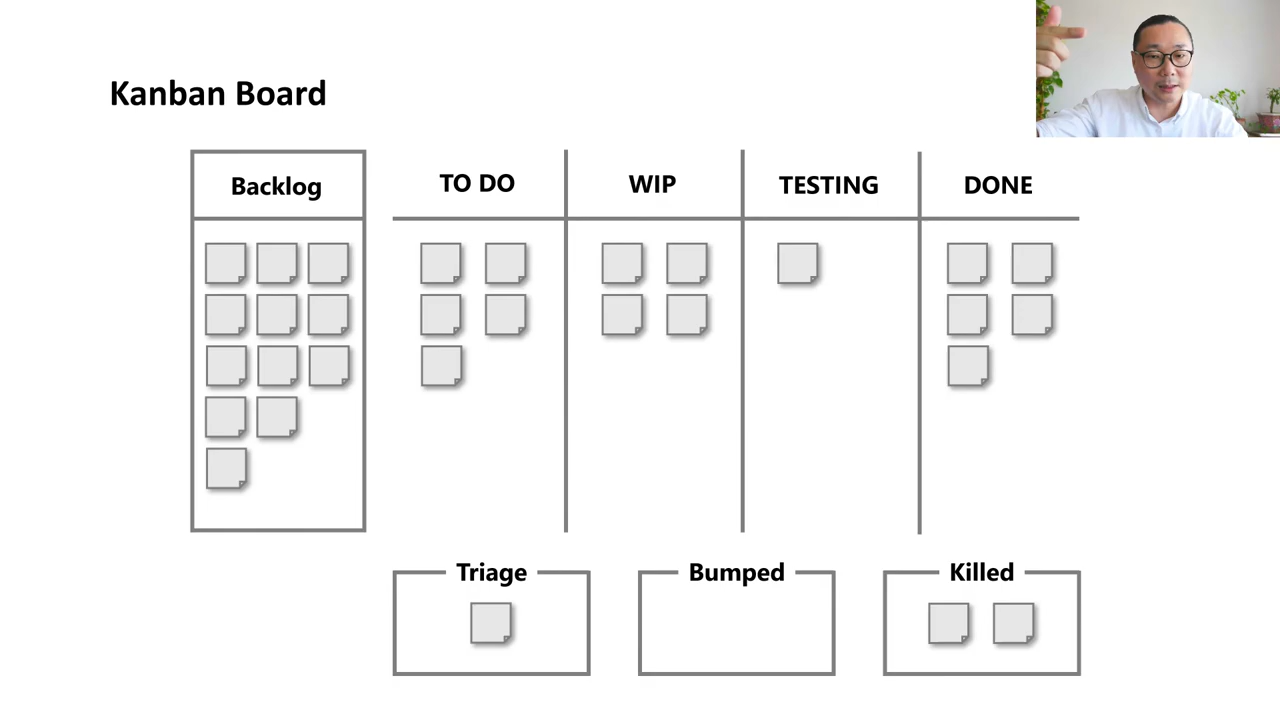 Kanban Board
Backlog
TO DO
WIP
TESTING
DONE
Triage
Bumped
Killed